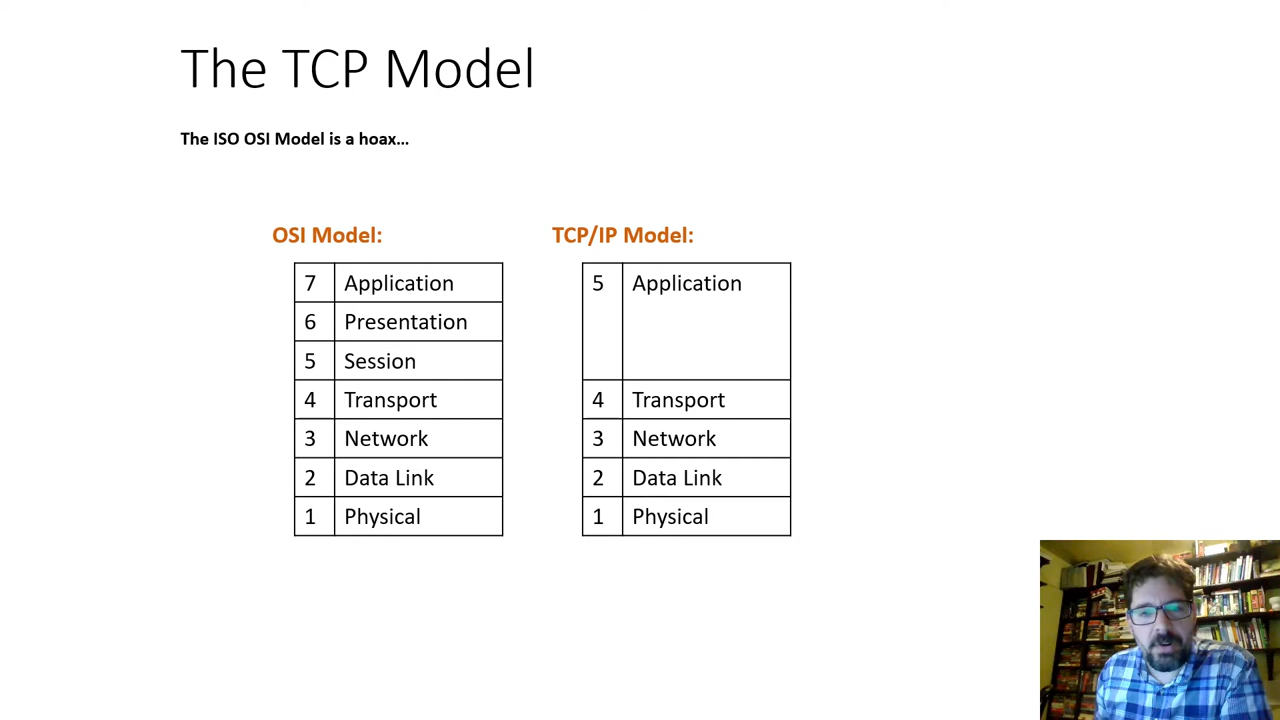 The TCP Model
The ISO OSI Model is a hoax...
OSI Model:
7 Application
6 Presentation
5 Session
4 Transport
3 Network
2 Data Link
1 Physical
TCP/IP Model:
5 Application
4 Transport
3 Network
2 Data Link
1 Physical